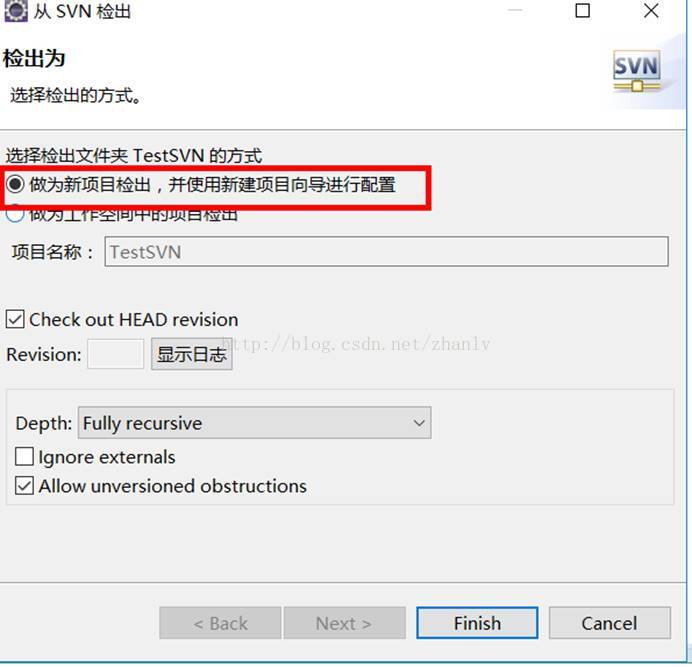 从 SVN 检出
检出为
选择检出的方式。
SVN
选择检出文件夹 TestSVN 的方式
做为新项目检出，并使用新建项目向导进行配置
做为工作空间中的项目检出
项目名称： TestSVN
Check out HEAD revision
http://blog.csdn.net/zhanlv
Revision: 显示日志
Depth: Fully recursive
Ignore externals
Allow unversioned obstructions
< Back Next > Finish Cancel